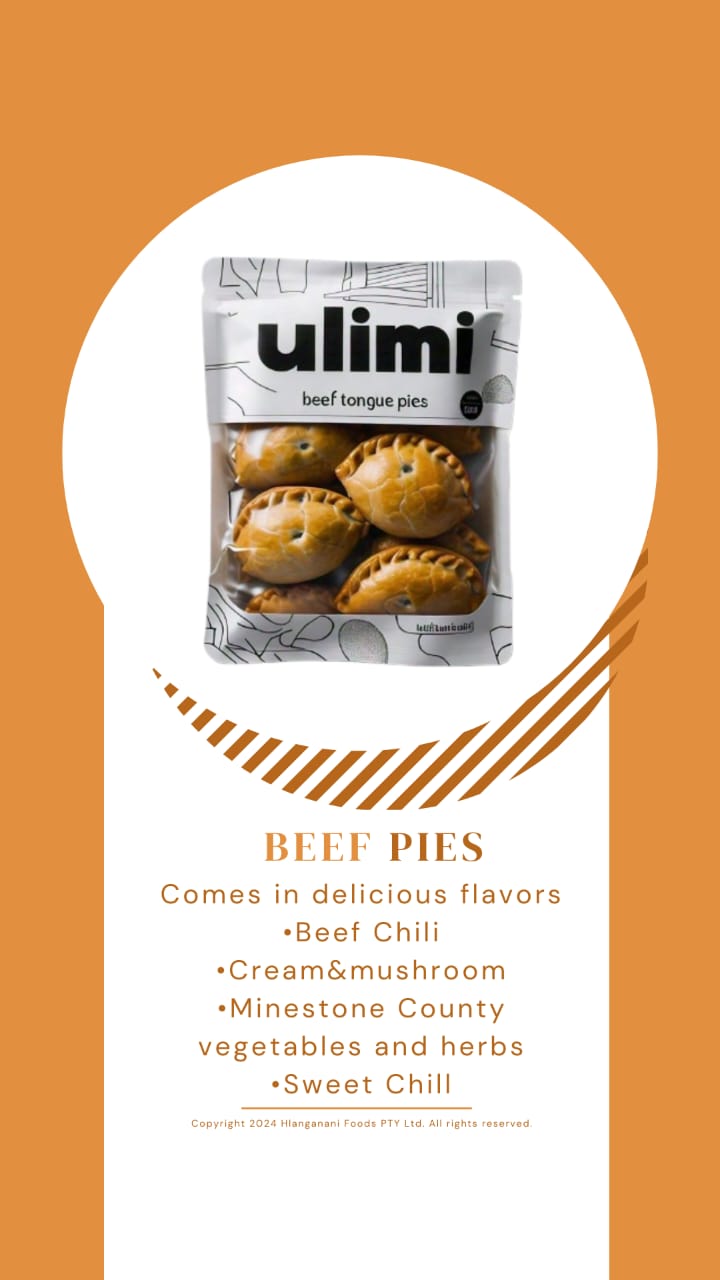 ulimi
beef tongue pies
BEEF PIES
Comes in delicious flavors
•Beef Chili
•Cream&mushroom
•Minestone County
vegetables and herbs
•Sweet Chill
Copyright 2024 Hlanganani Foods PTY Ltd. All rights reserved.